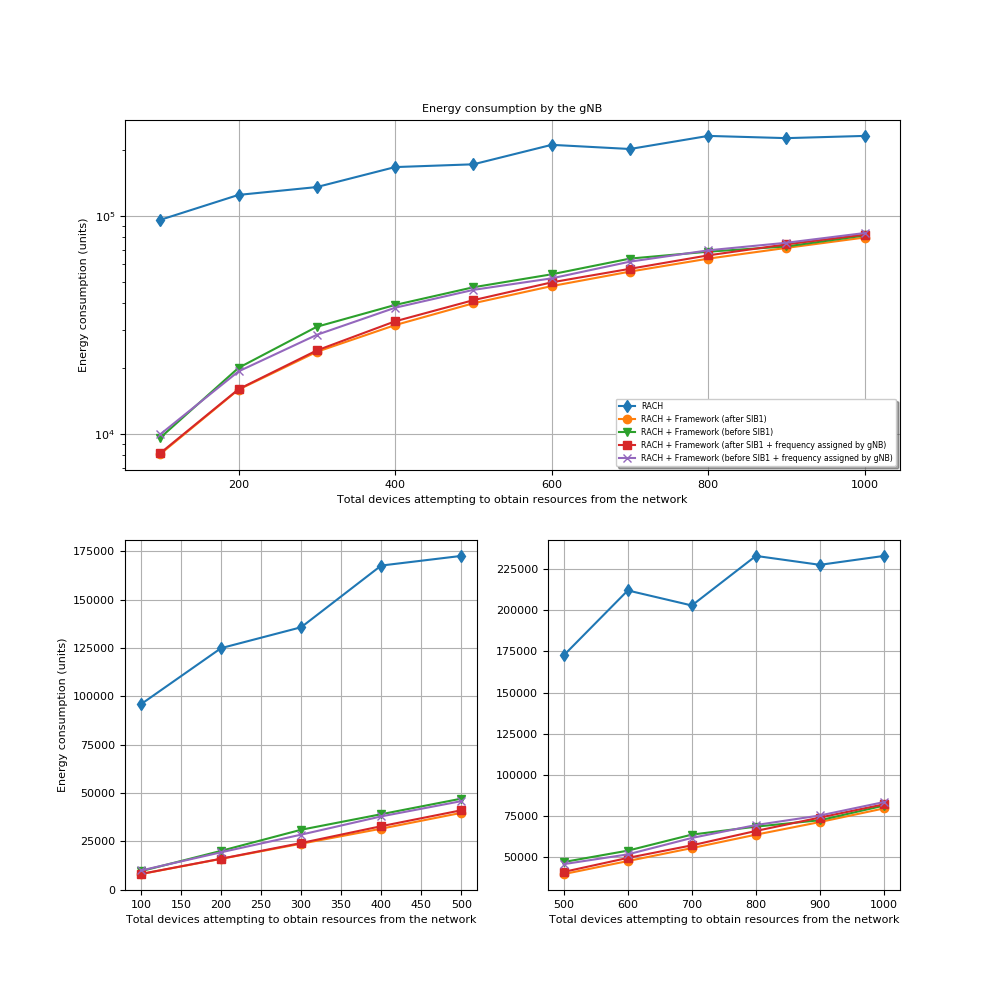 Energy consumption by the gNB
Energy consumption (units)
10⁵
10⁴
RACH
RACH + Framework (after SIB1)
RACH + Framework (before SIB1)
RACH + Framework (after SIB1 + frequency assigned by gNB)
RACH + Framework (before SIB1 + frequency assigned by gNB)
200 400 600 800 1000
Total devices attempting to obtain resources from the network
Energy consumption (units)
175000
150000
125000
100000
75000
50000
25000
0
100 150 200 250 300 350 400 450 500
Total devices attempting to obtain resources from the network
225000
200000
175000
150000
125000
100000
75000
50000
500 600 700 800 900 1000
Total devices attempting to obtain resources from the network